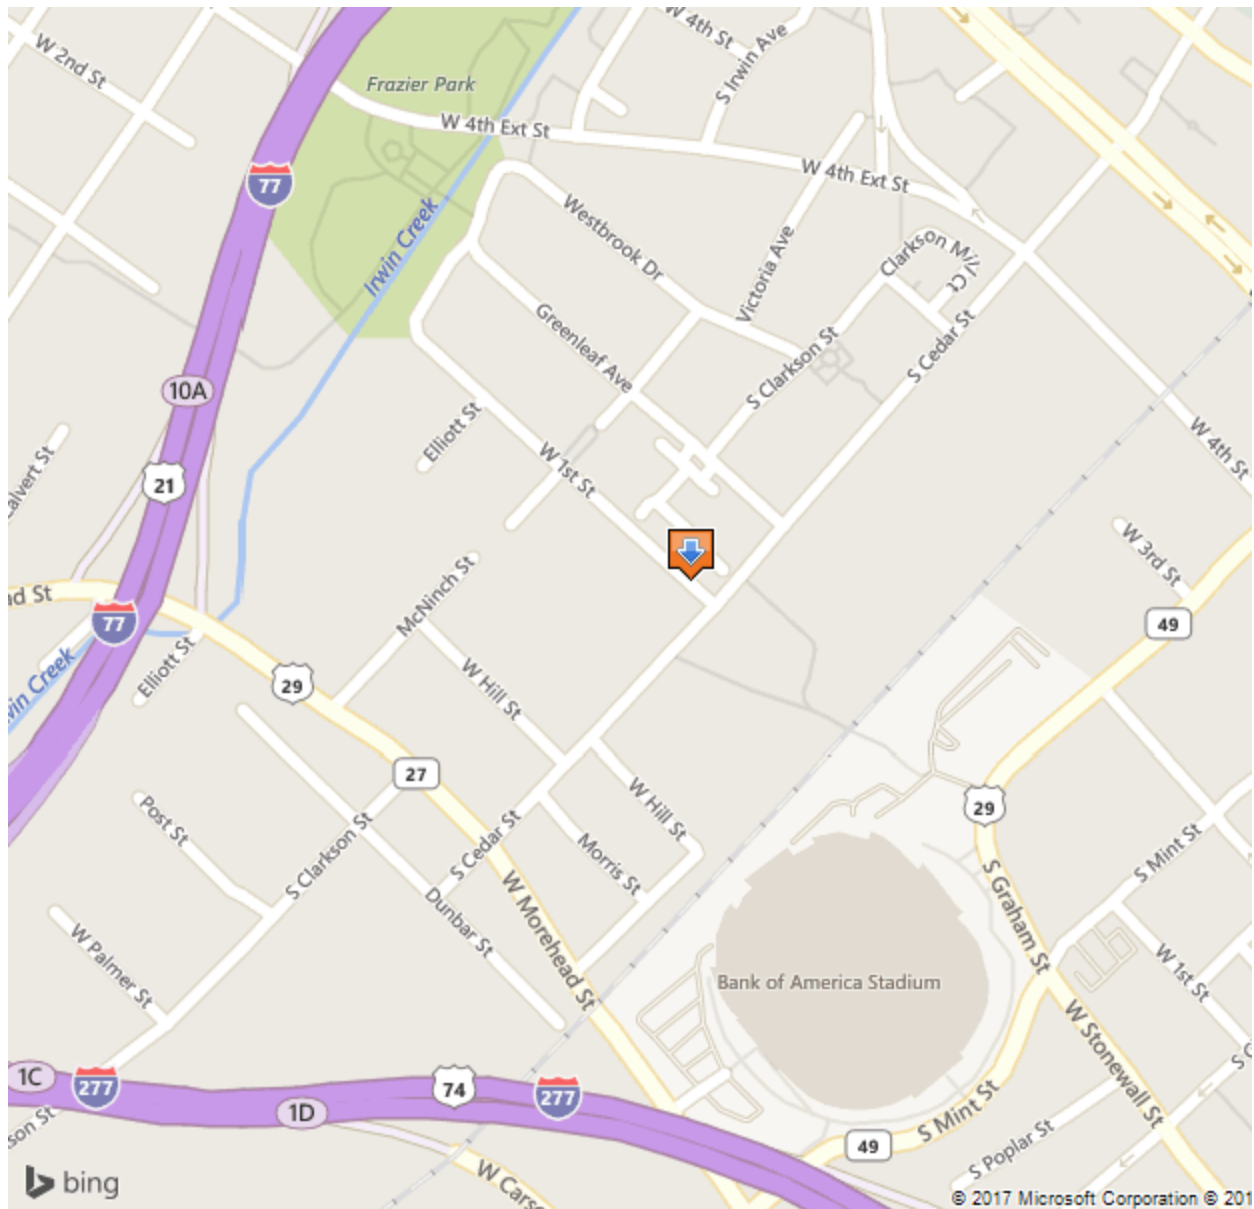 W 4th St
S Irwin Ave
W 2nd St
Frazier Park
W 4th Ext St
W 4th Ext St
77
Irwin Creek
Westbrook Dr
Victoria Ave
Clarkson Mill Ct
Greenleaf Ave
S Clarkson St
S Cedar St
10A
Elliott St
W 1st St
W 4th St
21
W 3rd St
McNinch St
77
49
Elliott St
29
W Hill St
27
29
Post St
S Clarkson St
S Cedar St
W Hill St
Morris St
S Mint St
W Palmer St
Dunbar St
W Morehead St
S Graham St
Bank of America Stadium
W 1st St
W Stonewall St
1C
277
74
277
1D
S Mint St
49
S Poplar St
bing
© 2017 Microsoft Corporation ©